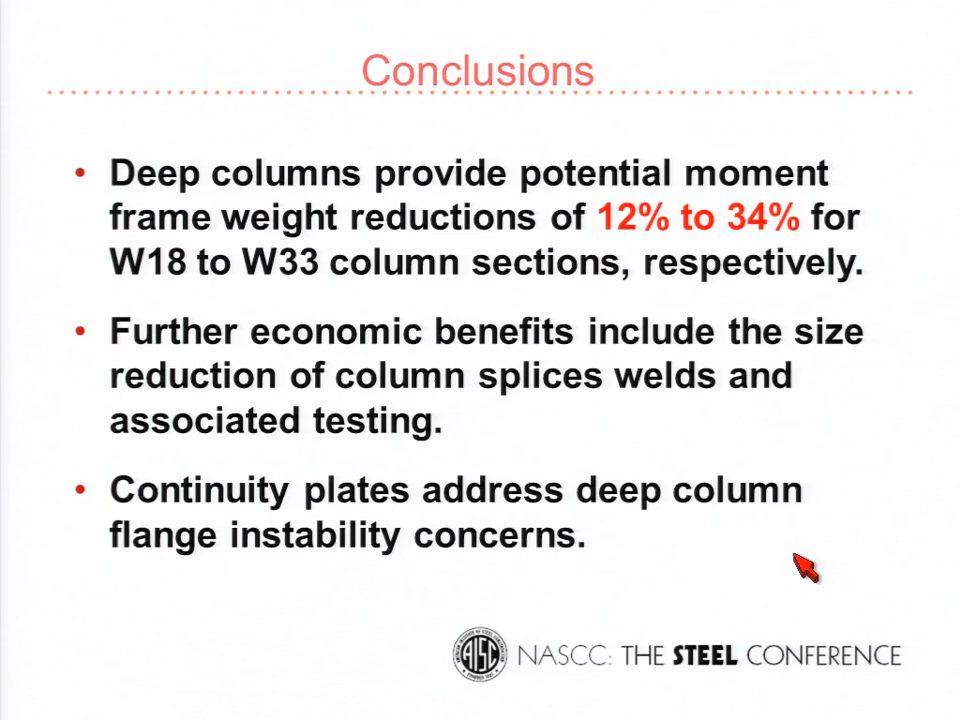 Conclusions
• Deep columns provide potential moment
frame weight reductions of 12% to 34% for
W18 to W33 column sections, respectively.
• Further economic benefits include the size
reduction of column splices welds and
associated testing.
• Continuity plates address deep column
flange instability concerns.
AISC
NASCC: THE STEEL CONFERENCE